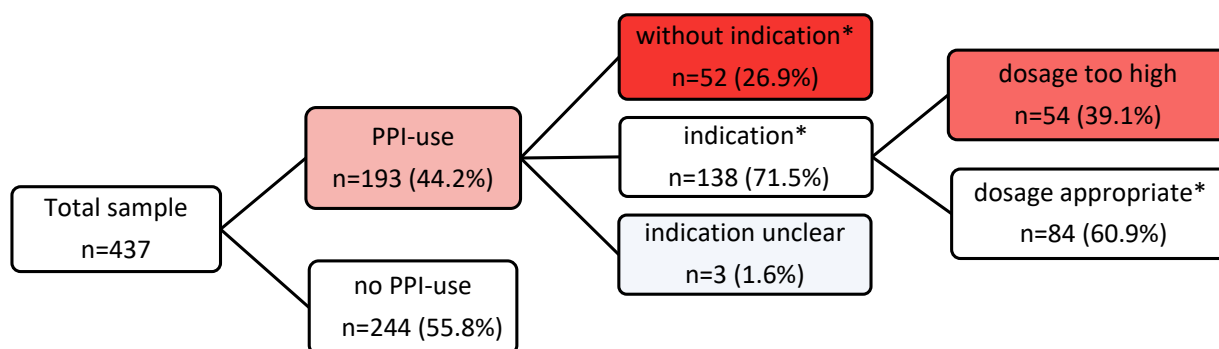 Total sample
n=437
PPI-use
n=193 (44.2%)
no PPI-use
n=244 (55.8%)
without indication*
n=52 (26.9%)
indication*
n=138 (71.5%)
indication unclear
n=3 (1.6%)
dosage too high
n=54 (39.1%)
dosage appropriate*
n=84 (60.9%)